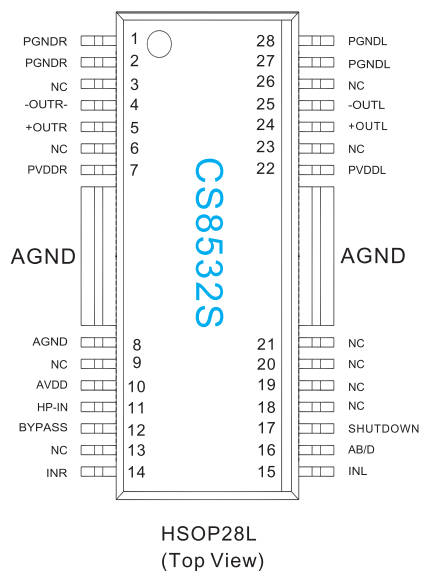 PGNDR 1 28 PGNDL
PGNDR 2 27 PGNDL
NC 3 26 NC
-OUTR- 4 25 -OUTL
+OUTR 5 24 +OUTL
NC 6 23 NC
PVDDR 7 22 PVDDL
CS8532S
AGND AGND
AGND 8 21 NC
NC 9 20 NC
AVDD 10 19 NC
HP-IN 11 18 NC
BYPASS 12 17 SHUTDOWN
NC 13 16 AB/D
INR 14 15 INL
HSOP28L
(Top View)